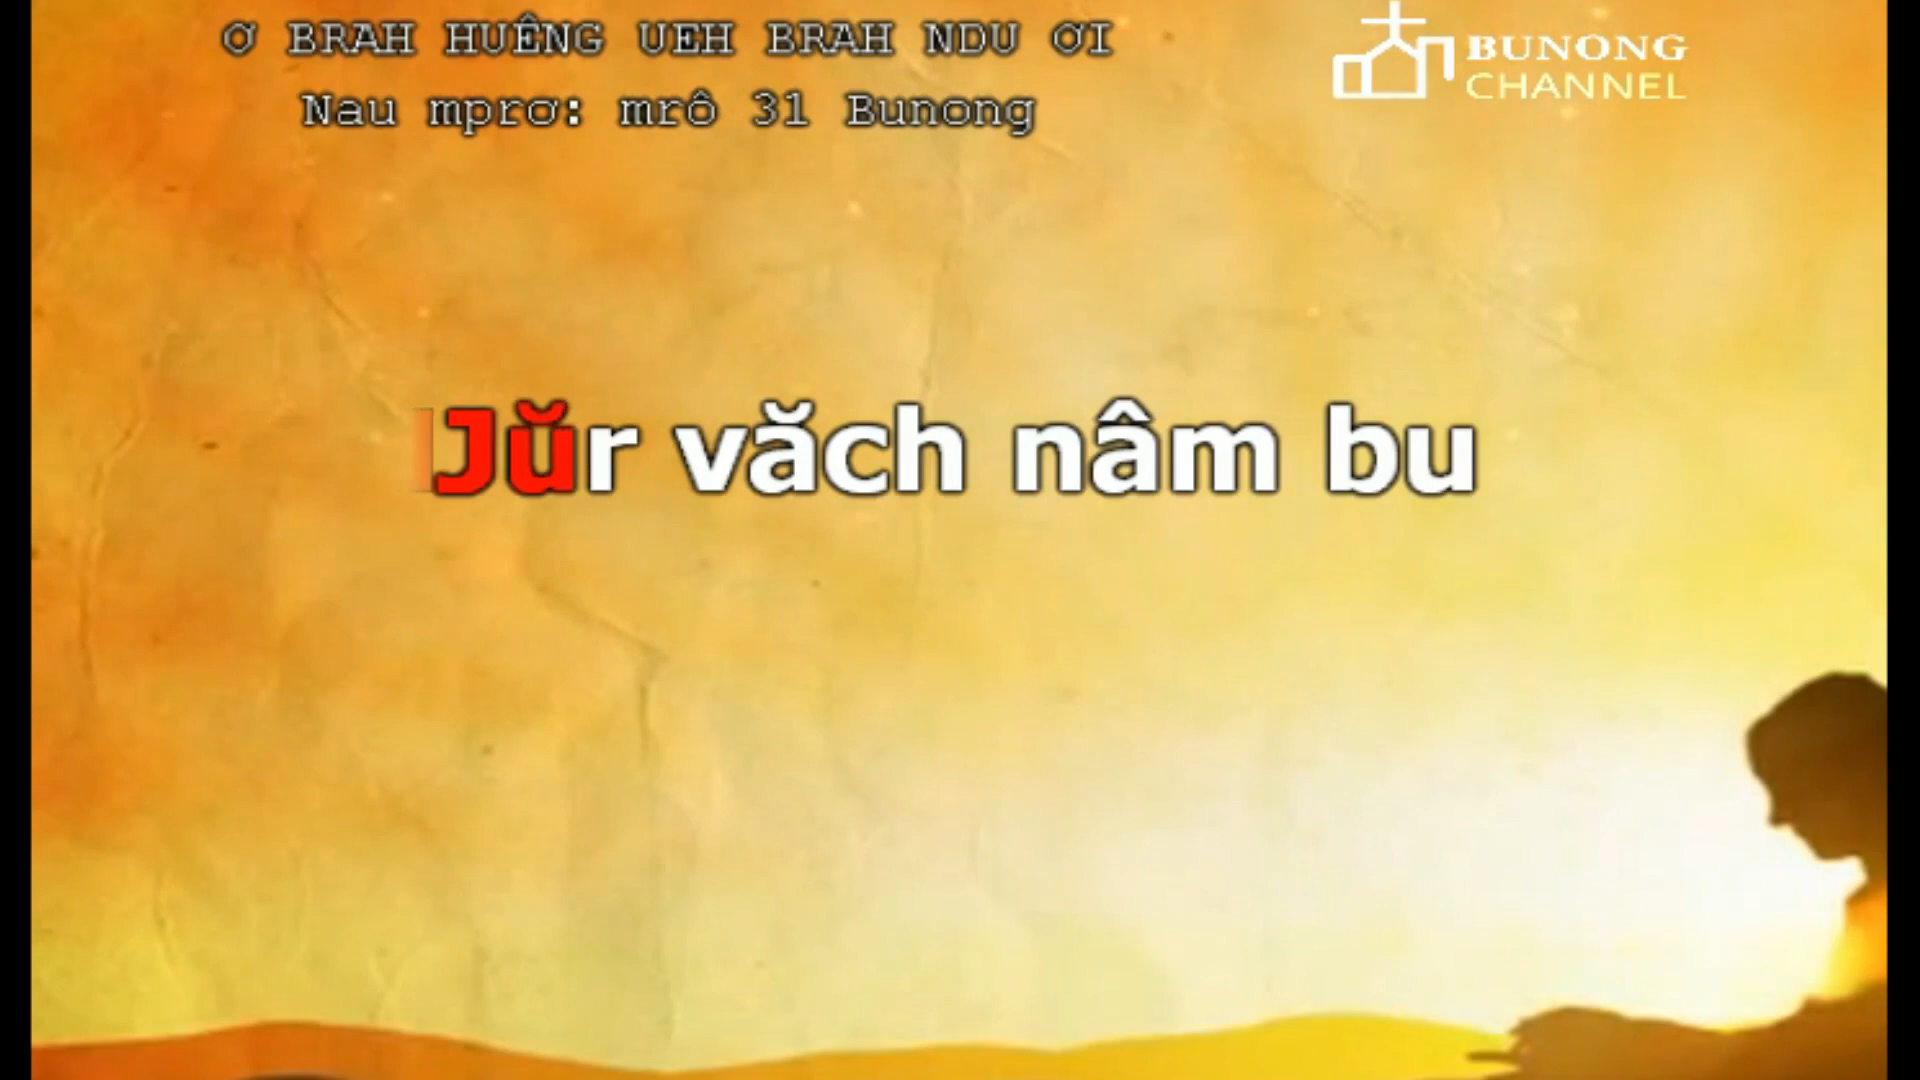 Ơ BRAH HUÊNG UEH BRAH NDU ƠI
Nau mprơ: mrô 31 Bunong
BUNONG
CHANNEL
Jŭr văch nâm bu